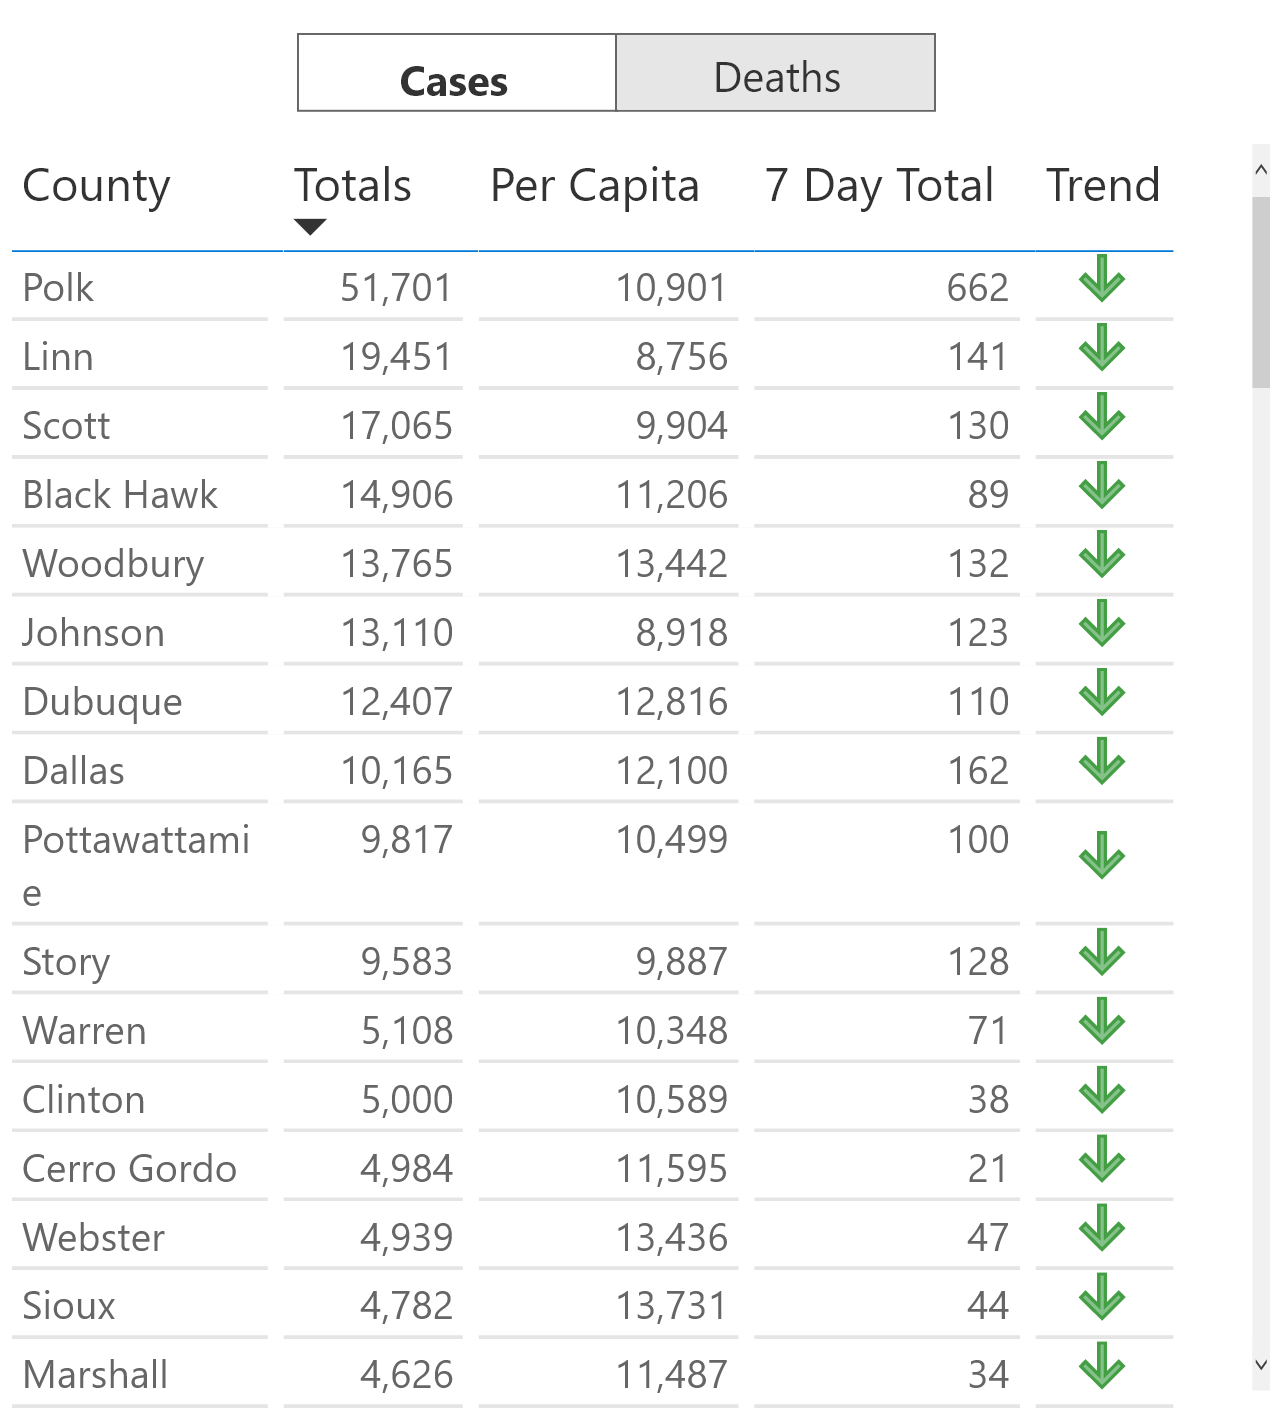 Cases Deaths
County Totals Per Capita 7 Day Total Trend
Polk 51,701 10,901 662
Linn 19,451 8,756 141
Scott 17,065 9,904 130
Black Hawk 14,906 11,206 89
Woodbury 13,765 13,442 132
Johnson 13,110 8,918 123
Dubuque 12,407 12,816 110
Dallas 10,165 12,100 162
Pottawattami 9,817 10,499 100
e
Story 9,583 9,887 128
Warren 5,108 10,348 71
Clinton 5,000 10,589 38
Cerro Gordo 4,984 11,595 21
Webster 4,939 13,436 47
Sioux 4,782 13,731 44
Marshall 4,626 11,487 34